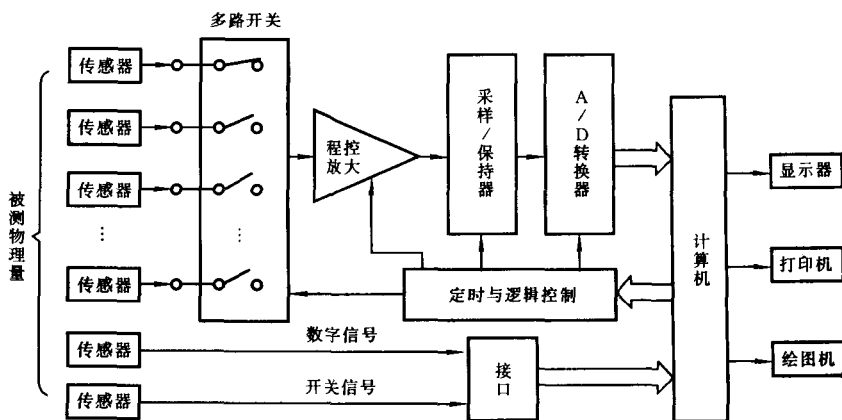 多路开关
传感器
传感器
传感器
…
传感器
传感器
传感器
被测物理量
…
程控
放大
采样/保持器
A/D转换器
定时与逻辑控制
数字信号
开关信号
接口
计算机
显示器
打印机
绘图机